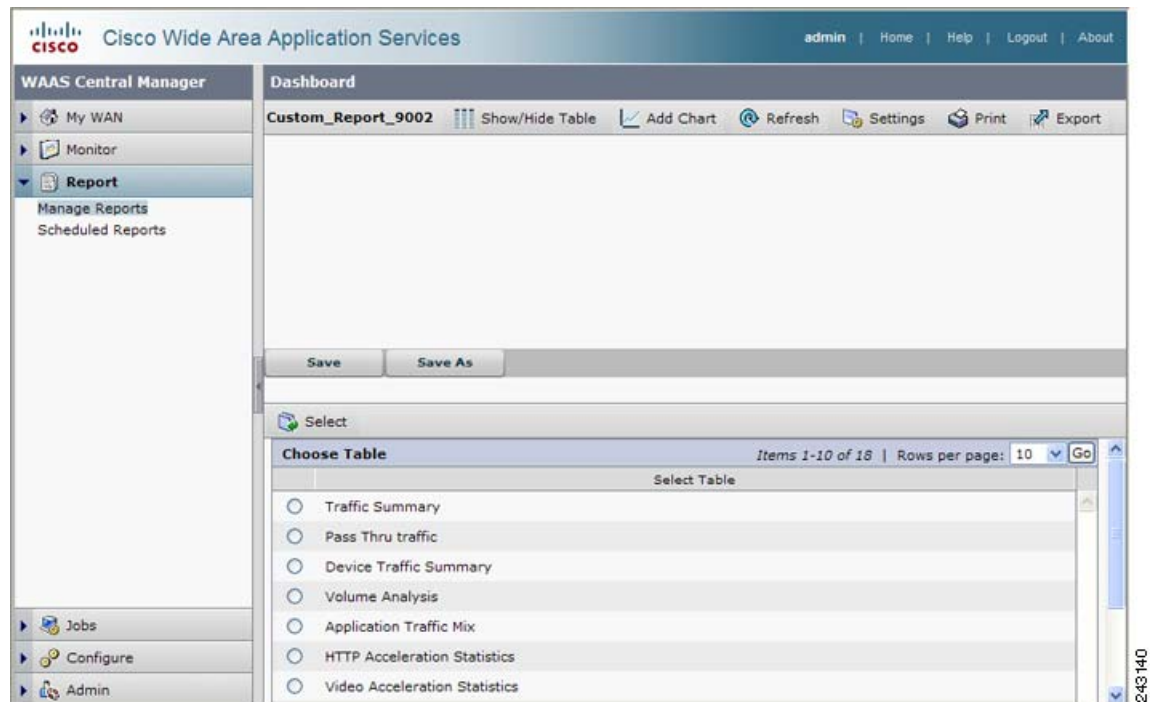 CISCO Cisco Wide Area Application Services admin | Home | Help | Logout | About
WAAS Central Manager
Dashboard
My WAN
Monitor
Report
Manage Reports
Scheduled Reports
Jobs
Configure
Admin
Custom_Report_9002 Show/Hide Table Add Chart Refresh Settings Print Export
Save Save As
Select
Choose Table Items 1-10 of 18 | Rows per page: 10 Go
Select Table
Traffic Summary
Pass Thru traffic
Device Traffic Summary
Volume Analysis
Application Traffic Mix
HTTP Acceleration Statistics
Video Acceleration Statistics
243140